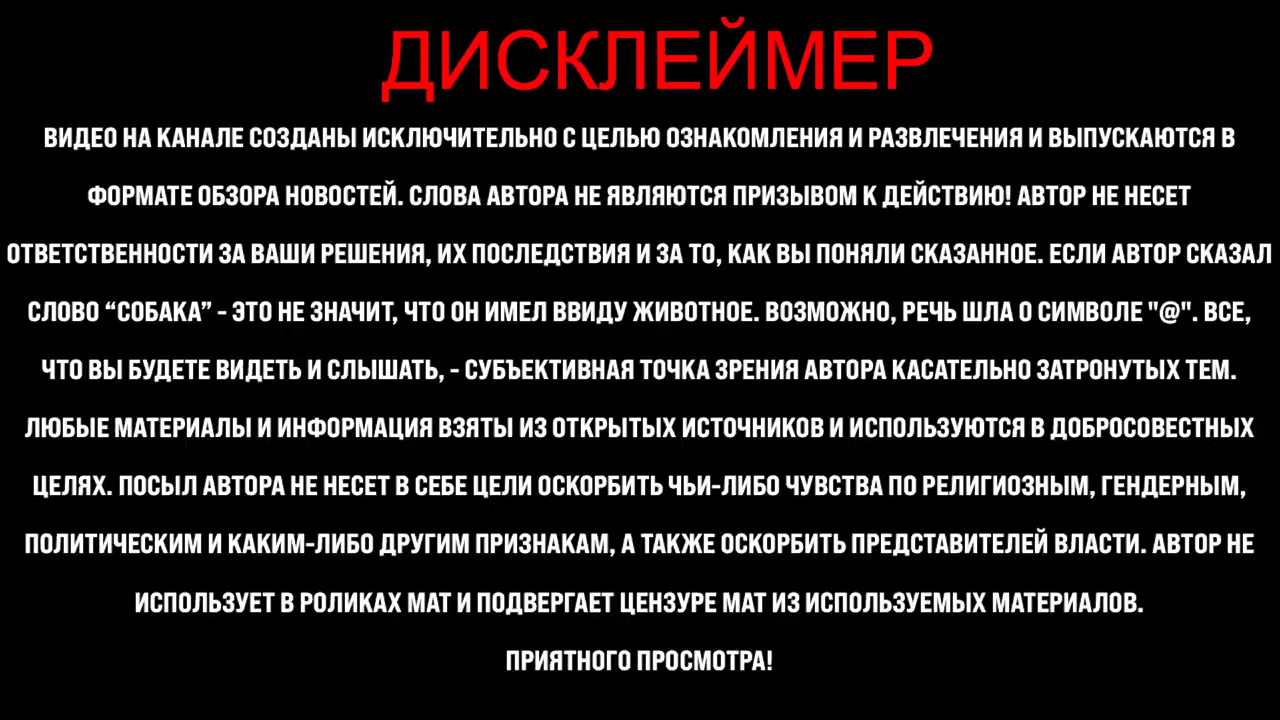 ДИСКЛЕЙМЕР
ВИДЕО НА КАНАЛЕ СОЗДАНЫ ИСКЛЮЧИТЕЛЬНО С ЦЕЛЬЮ ОЗНАКОМЛЕНИЯ И РАЗВЛЕЧЕНИЯ И ВЫПУСКАЮТСЯ В
ФОРМАТЕ ОБЗОРА НОВОСТЕЙ. СЛОВА АВТОРА НЕ ЯВЛЯЮТСЯ ПРИЗЫВОМ К ДЕЙСТВИЮ! АВТОР НЕ НЕСЕТ
ОТВЕТСТВЕННОСТИ ЗА ВАШИ РЕШЕНИЯ, ИХ ПОСЛЕДСТВИЯ И ЗА ТО, КАК ВЫ ПОНЯЛИ СКАЗАННОЕ. ЕСЛИ АВТОР СКАЗАЛ
СЛОВО “СОБАКА” - ЭТО НЕ ЗНАЧИТ, ЧТО ОН ИМЕЛ ВВИДУ ЖИВОТНОЕ. ВОЗМОЖНО, РЕЧЬ ШЛА О СИМВОЛЕ "@". ВСЕ,
ЧТО ВЫ БУДЕТЕ ВИДЕТЬ И СЛЫШАТЬ, - СУБЪЕКТИВНАЯ ТОЧКА ЗРЕНИЯ АВТОРА КАСАТЕЛЬНО ЗАТРОНУТЫХ ТЕМ.
ЛЮБЫЕ МАТЕРИАЛЫ И ИНФОРМАЦИЯ ВЗЯТЫ ИЗ ОТКРЫТЫХ ИСТОЧНИКОВ И ИСПОЛЬЗУЮТСЯ В ДОБРОСОВЕСТНЫХ
ЦЕЛЯХ. ПОСЫЛ АВТОРА НЕ НЕСЕТ В СЕБЕ ЦЕЛИ ОСКОРБИТЬ ЧЬИ-ЛИБО ЧУВСТВА ПО РЕЛИГИОЗНЫМ, ГЕНДЕРНЫМ,
ПОЛИТИЧЕСКИМ И КАКИМ-ЛИБО ДРУГИМ ПРИЗНАКАМ, А ТАКЖЕ ОСКОРБИТЬ ПРЕДСТАВИТЕЛЕЙ ВЛАСТИ. АВТОР НЕ
ИСПОЛЬЗУЕТ В РОЛИКАХ МАТ И ПОДВЕРГАЕТ ЦЕНЗУРЕ МАТ ИЗ ИСПОЛЬЗУЕМЫХ МАТЕРИАЛОВ.
ПРИЯТНОГО ПРОСМОТРА!